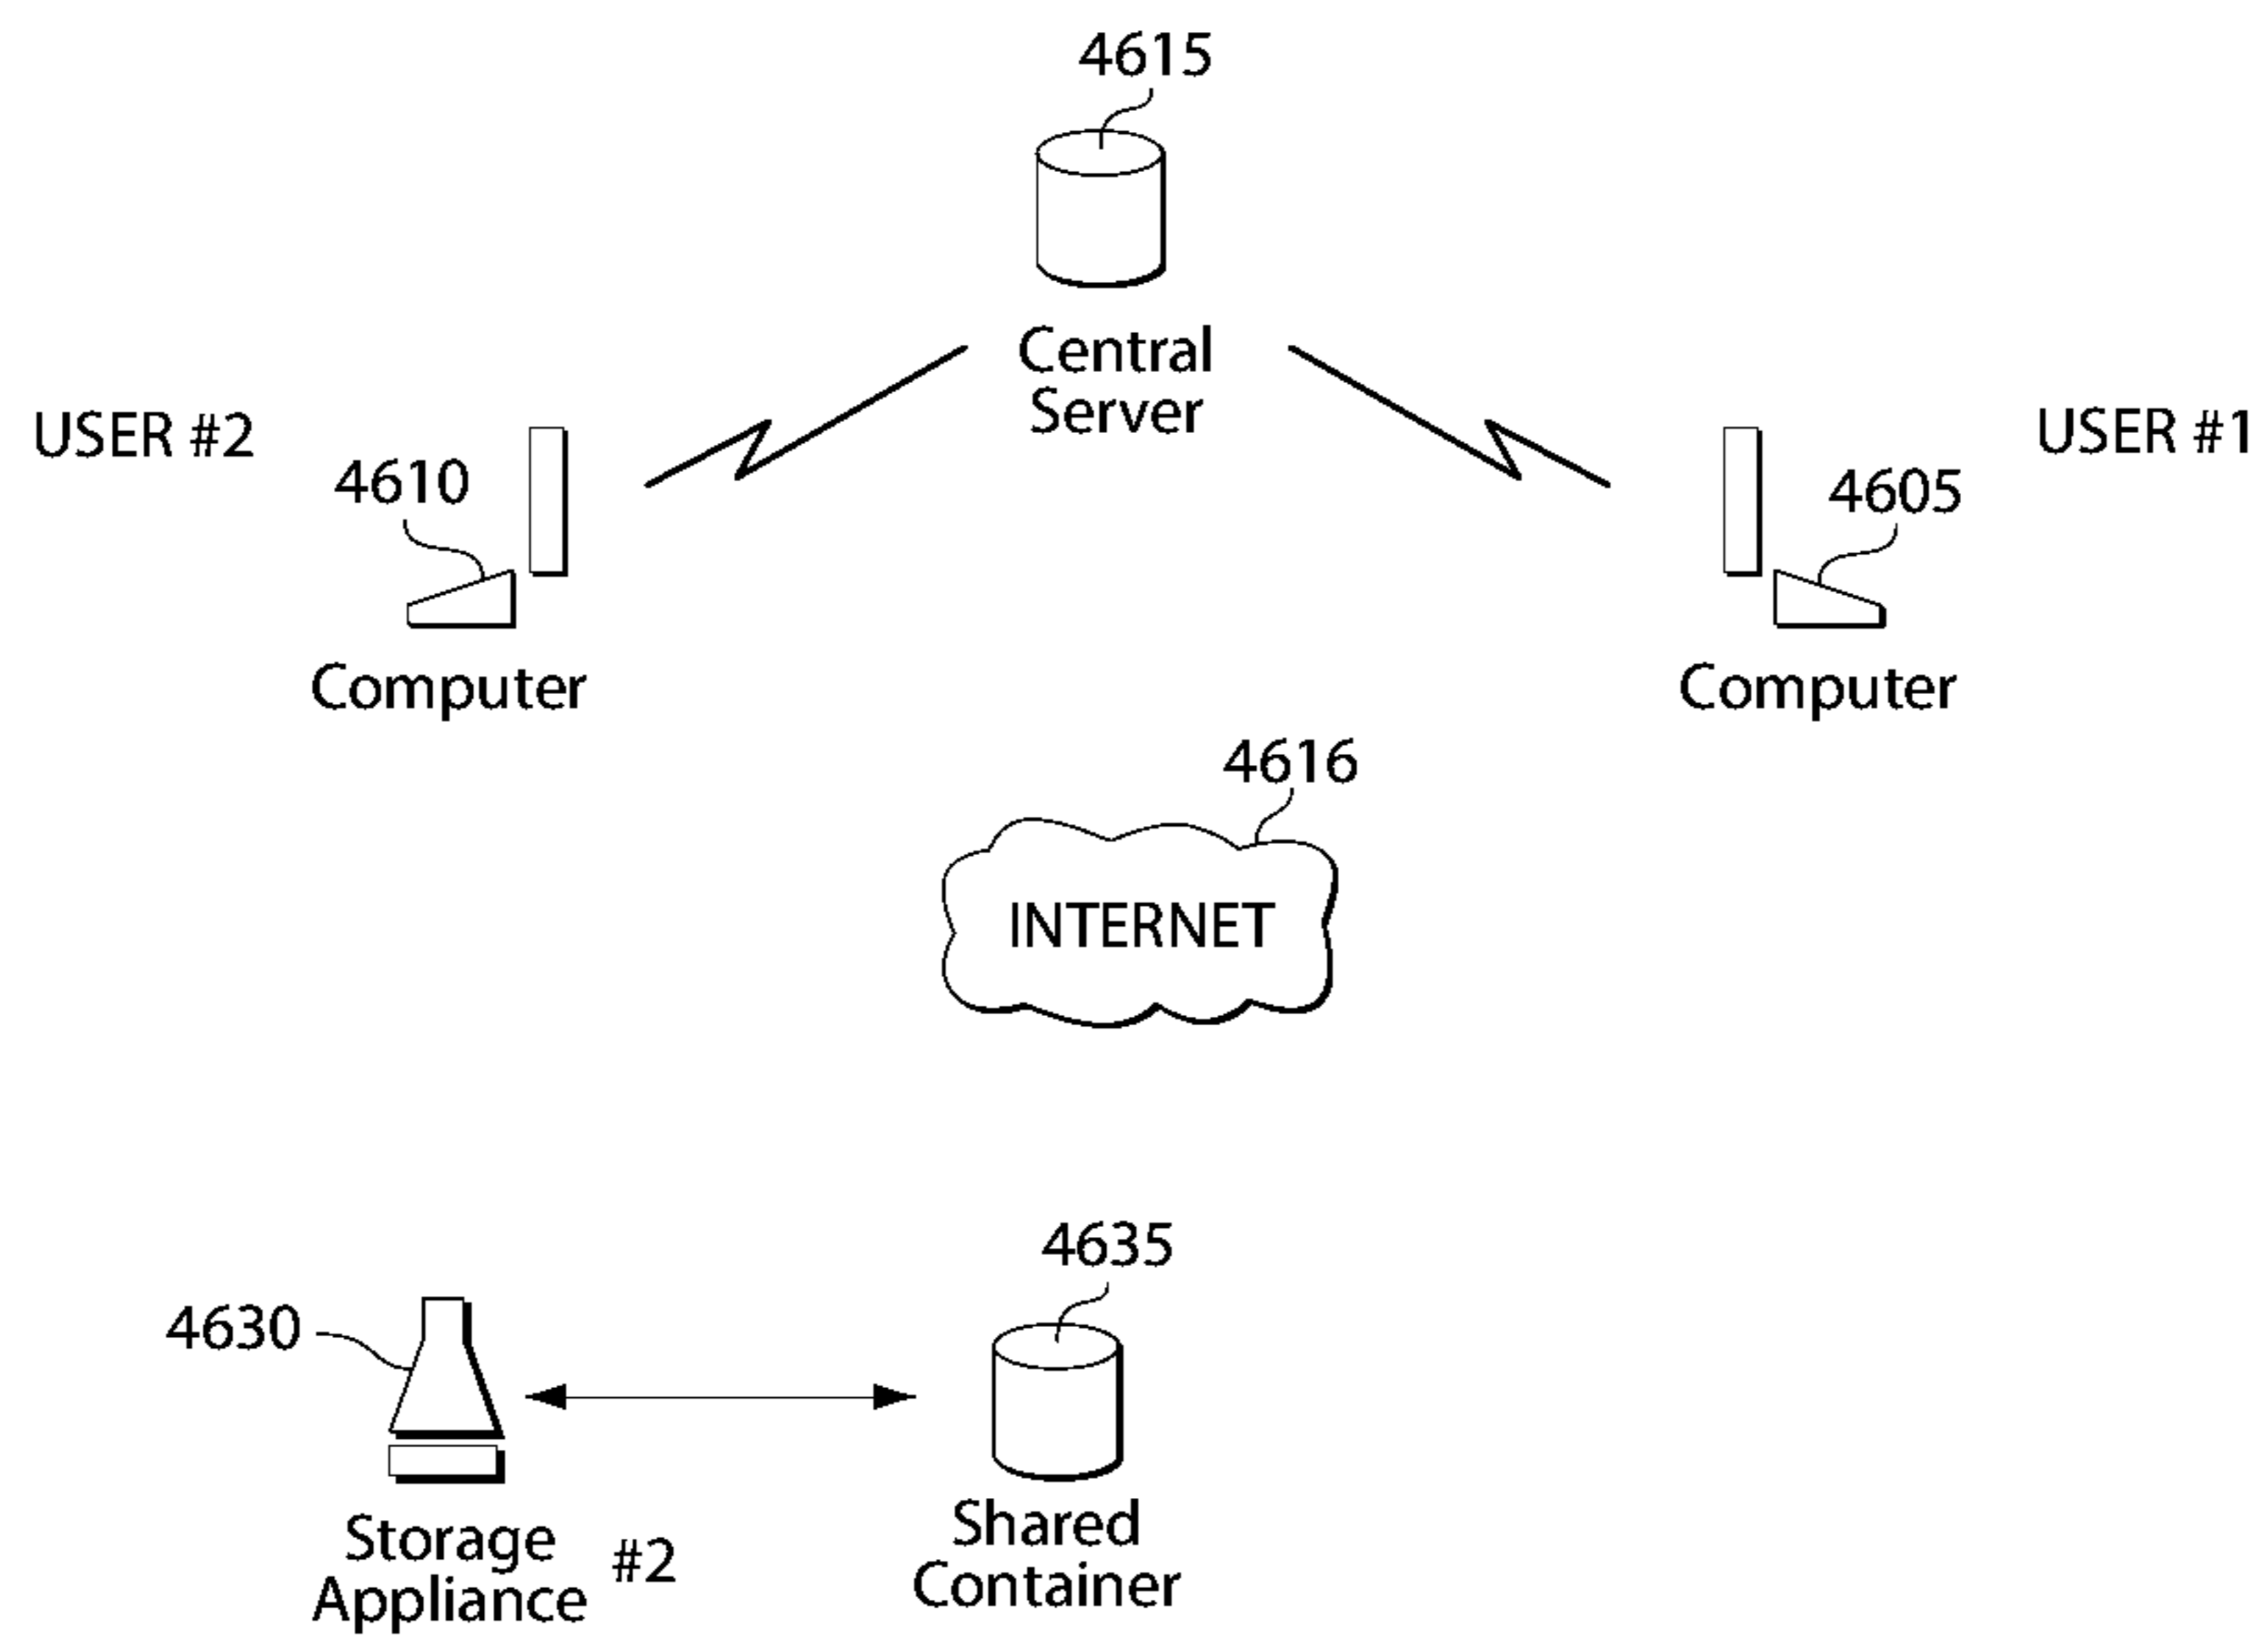 4615
Central
Server
USER #2
USER #1
4610
4605
Computer
Computer
4616
INTERNET
4635
4630
Shared
Container
Storage
Appliance
#2